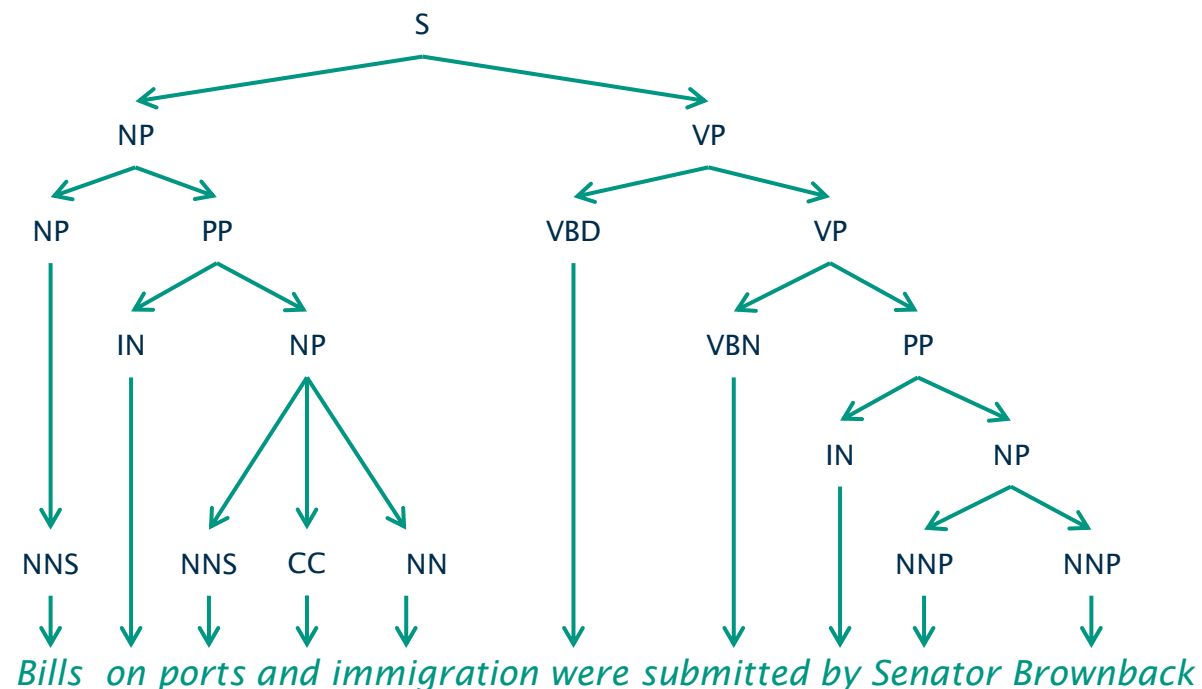 S
NP VP
NP PP VBD VP
IN NP VBN PP
IN NP
NNS NNS CC NN NNP NNP
Bills on ports and immigration were submitted by Senator Brownback